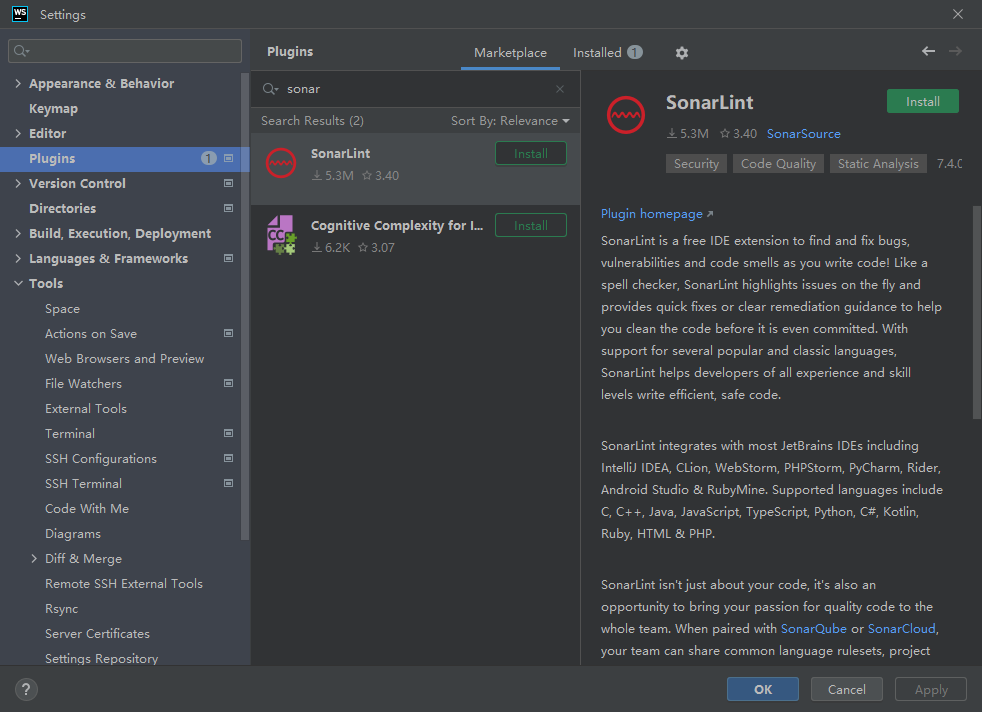 WS Settings
Appearance & Behavior
Keymap
Editor
Plugins 1
Version Control
Directories
Build, Execution, Deployment
Languages & Frameworks
Tools
Space
Actions on Save
Web Browsers and Preview
File Watchers
External Tools
Terminal
SSH Configurations
SSH Terminal
Code With Me
Diagrams
Diff & Merge
Remote SSH External Tools
Rsync
Server Certificates
Settings Repository
Plugins
Marketplace
Installed 1
sonar
Search Results (2)
Sort By: Relevance
SonarLint
Install
5.3M 3.40
Cognitive Complexity for I...
Install
CC
6.2K 3.07
SonarLint
Install
5.3M 3.40 SonarSource
Security Code Quality Static Analysis 7.4.0
Plugin homepage
SonarLint is a free IDE extension to find and fix bugs,
vulnerabilities and code smells as you write code! Like a
spell checker, SonarLint highlights issues on the fly and
provides quick fixes or clear remediation guidance to help
you clean the code before it is even committed. With
support for several popular and classic languages,
SonarLint helps developers of all experience and skill
levels write efficient, safe code.
SonarLint integrates with most JetBrains IDEs including
IntelliJ IDEA, CLion, WebStorm, PHPStorm, PyCharm, Rider,
Android Studio & RubyMine. Supported languages include
C, C++, Java, JavaScript, TypeScript, Python, C#, Kotlin,
Ruby, HTML & PHP.
SonarLint isn't just about your code, it's also an
opportunity to bring your passion for quality code to the
whole team. When paired with SonarQube or SonarCloud,
your team can share common language rulesets, project
?
OK
Cancel
Apply